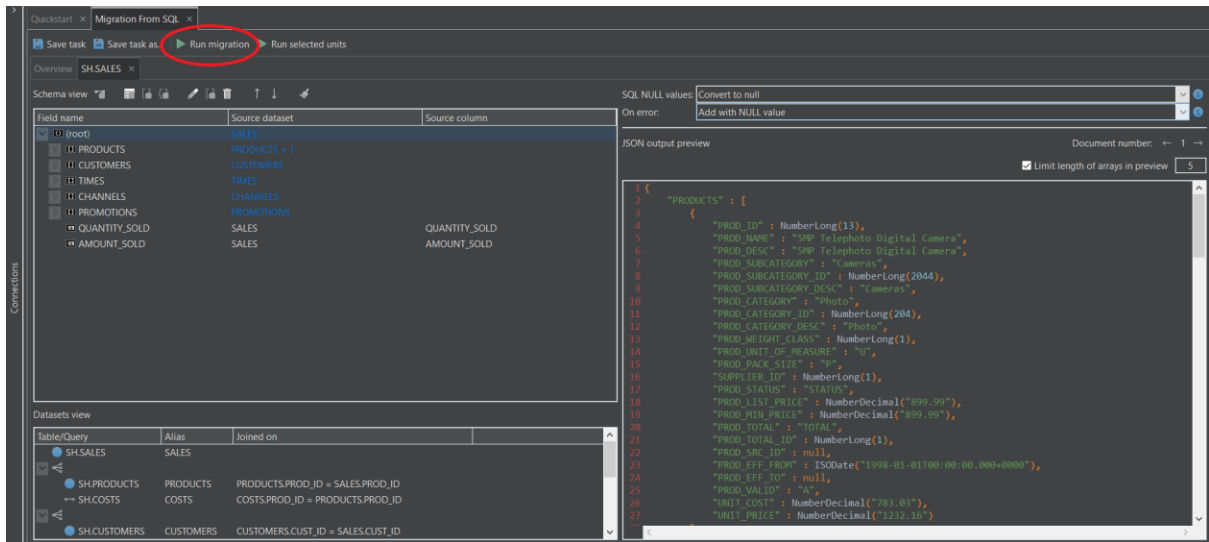 Quickstart × Migration From SQL ×
Save task Save task as. Run migration Run selected units
Overview SH.SALES ×
Schema view
Field name Source dataset Source column
(root) SALES
PRODUCTS PRODUCTS + 1
CUSTOMERS CUSTOMERS
TIMES TIMES
CHANNELS CHANNELS
PROMOTIONS PROMOTIONS
QUANTITY_SOLD SALES QUANTITY_SOLD
AMOUNT_SOLD SALES AMOUNT_SOLD
Connections
Datasets view
Table/Query Alias Joined on
SH.SALES SALES
SH.PRODUCTS PRODUCTS PRODUCTS.PROD_ID = SALES.PROD_ID
SH.COSTS COSTS COSTS.PROD_ID = PRODUCTS.PROD_ID
SH.CUSTOMERS CUSTOMERS CUSTOMERS.CUST_ID = SALES.CUST_ID
SQL NULL values: Convert to null
On error: Add with NULL value
JSON output preview Document number: ← 1 →
Limit length of arrays in preview 5
1 {
2 "PRODUCTS" : [
3 {
4 "PROD_ID" : NumberLong(13),
5 "PROD_NAME" : "5MP Telephoto Digital Camera",
6 "PROD_DESC" : "5MP Telephoto Digital Camera",
7 "PROD_SUBCATEGORY" : "Cameras",
8 "PROD_SUBCATEGORY_ID" : NumberLong(2044),
9 "PROD_SUBCATEGORY_DESC" : "Cameras",
10 "PROD_CATEGORY" : "Photo",
11 "PROD_CATEGORY_ID" : NumberLong(204),
12 "PROD_CATEGORY_DESC" : "Photo",
13 "PROD_WEIGHT_CLASS" : NumberLong(1),
14 "PROD_UNIT_OF_MEASURE" : "U",
15 "PROD_PACK_SIZE" : "P",
16 "SUPPLIER_ID" : NumberLong(1),
17 "PROD_STATUS" : "STATUS",
18 "PROD_LIST_PRICE" : NumberDecimal("899.99"),
19 "PROD_MIN_PRICE" : NumberDecimal("899.99"),
20 "PROD_TOTAL" : "TOTAL",
21 "PROD_TOTAL_ID" : NumberLong(1),
22 "PROD_SRC_ID" : null,
23 "PROD_EFF_FROM" : ISODate("1998-01-01T00:00:00.000+0000"),
24 "PROD_EFF_TO" : null,
25 "PROD_VALID" : "A",
26 "UNIT_COST" : NumberDecimal("783.03"),
27 "UNIT_PRICE" : NumberDecimal("1232.16")